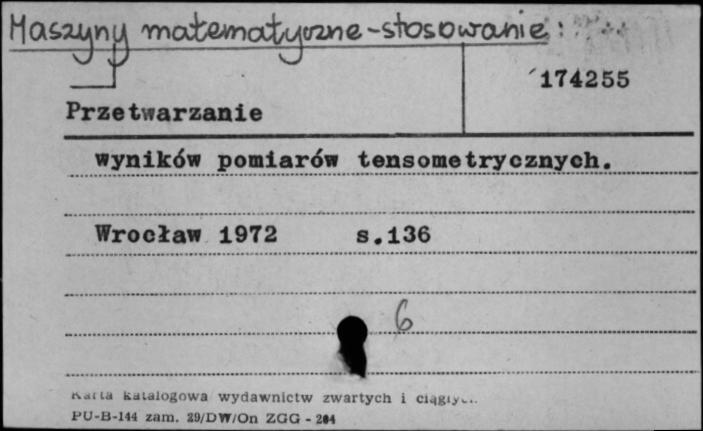 Maszyny matematyczne - stosowanie:
174255
Przetwarzanie
wyników pomiarów tensometrycznych.
Wrocław 1972 s.136
6
Karta katalogowa wydawnictw zwartych i ciągłych.
PU-B-144 zam. 29/DW/On ZGG - 204